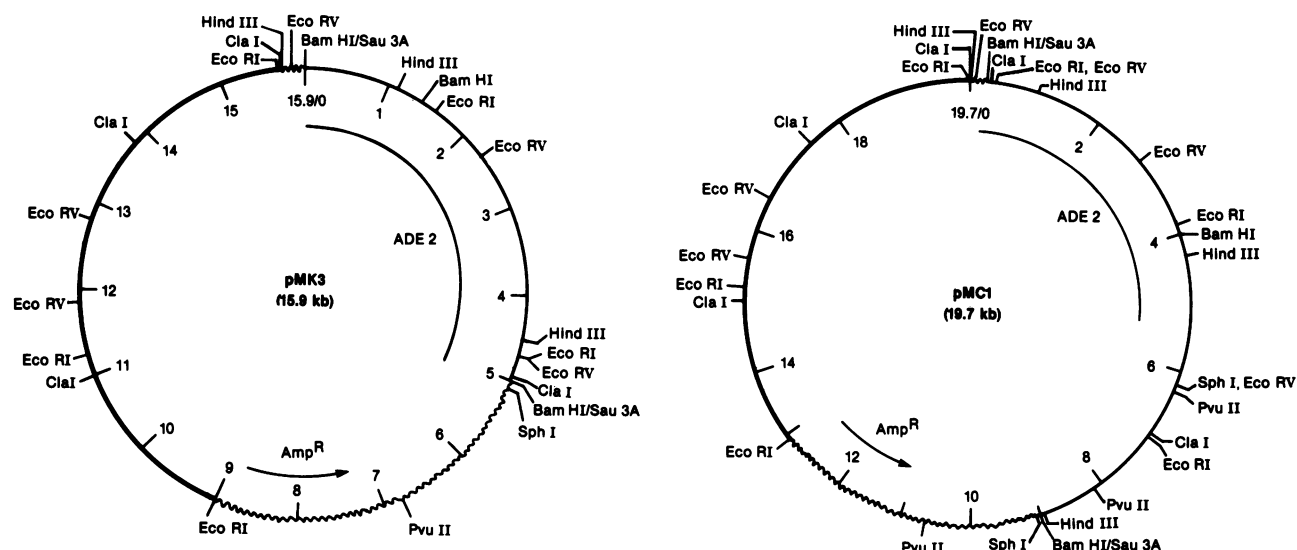 Hind III
Eco RV
Cla I
Bam HI/Sau 3A
Eco RI
Hind III
Bam HI
Eco RI
Eco RV
15.9/0
1
2
3
4
5
6
7
8
9
10
11
12
13
14
15
Cla I
Eco RV
Eco RV
Eco RI
ClaI
ADE 2
pMK3
(15.9 kb)
Hind III
Eco RI
Eco RV
Cla I
Bam HI/Sau 3A
Sph I
AmpR
Eco RI
Pvu II
Eco RV
Hind III
Bam HI/Sau 3A
Cla I
Cla I
Eco RI
Eco RI, Eco RV
Hind III
19.7/0
2
4
6
8
10
12
14
16
18
Cla I
Eco RV
Eco RV
Eco RI
Cla I
Eco RV
Eco RI
Bam HI
Hind III
ADE 2
pMC1
(19.7 kb)
Sph I, Eco RV
Pvu II
Cla I
Eco RI
Pvu II
AmpR
Eco RI
Hind III
Sph I
Bam HI/Sau 3A
Pvu II